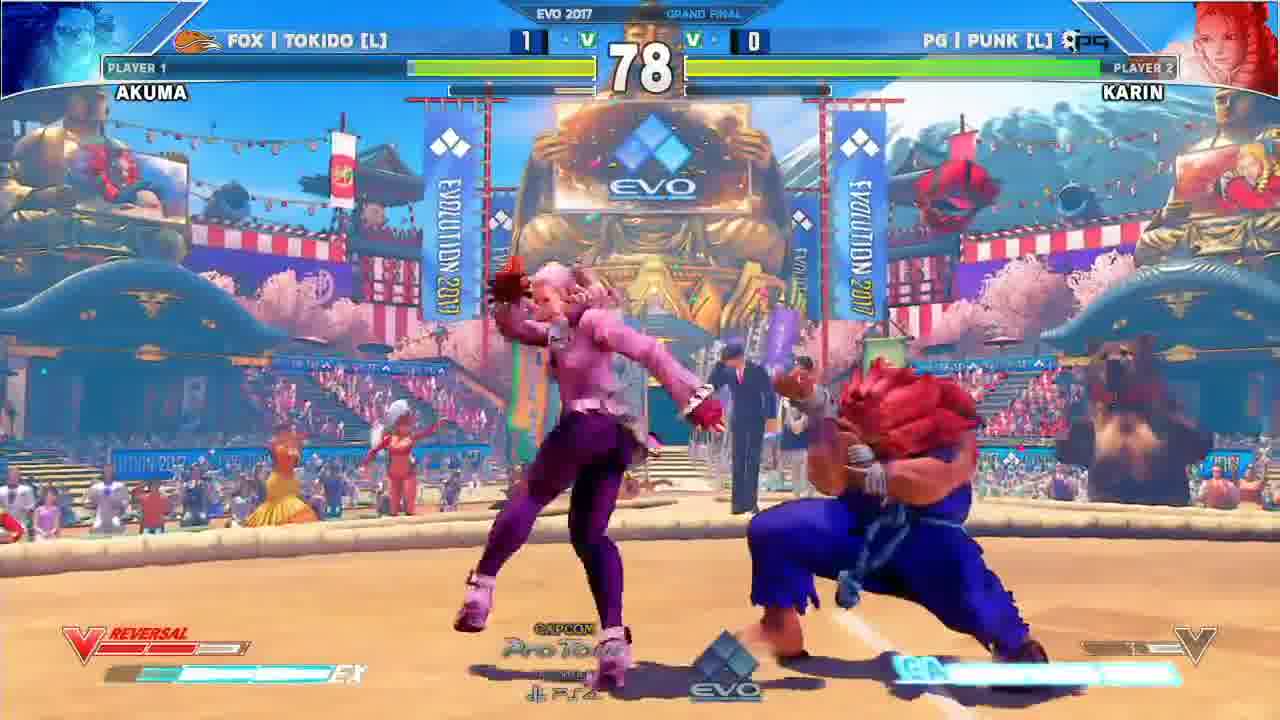 EVO 2017 GRAND FINAL
FOX | TOKIDO [L] 1 V 78 V 0 PG | PUNK [L]
PLAYER 1 PLAYER 2
AKUMA KARIN
EVO
EVOLUTION
EVOLUTION 2017
REVERSAL
V V
EX
CAPCOM
Pro Tour
PS4
EVO